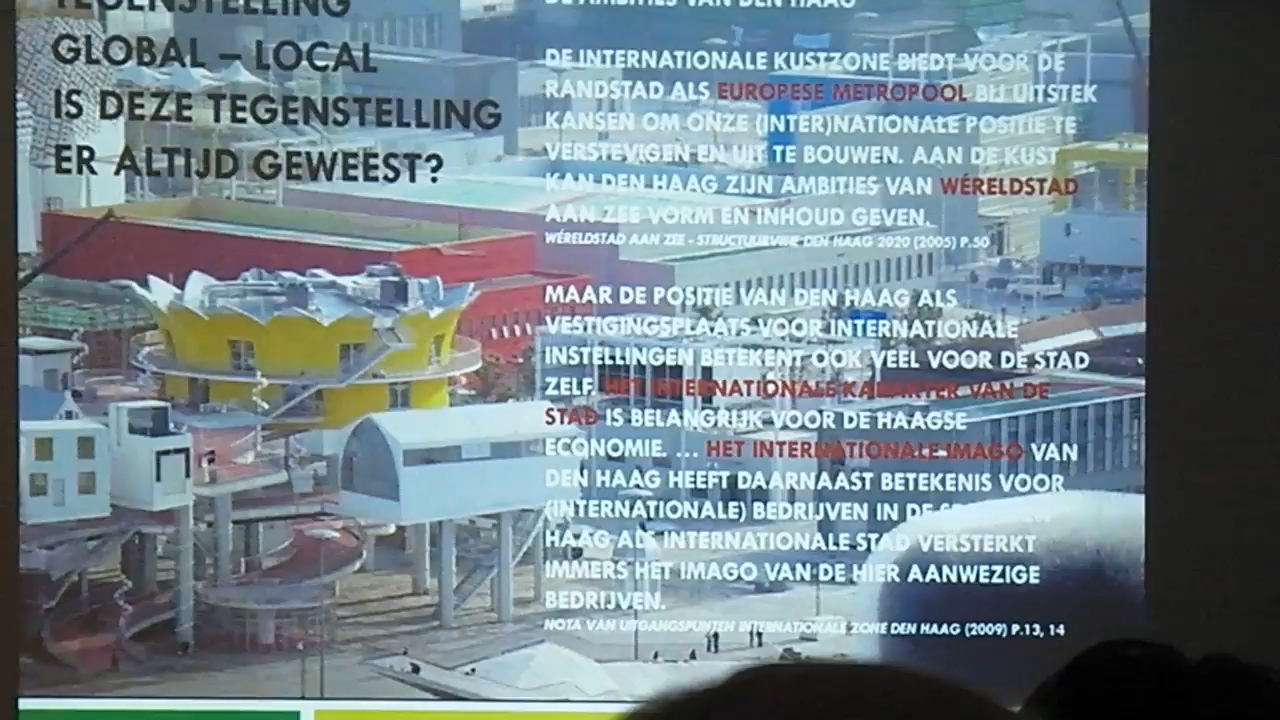 TEGENSTELLING
GLOBAL – LOCAL
IS DEZE TEGENSTELLING
ER ALTIJD GEWEEST?
DE AMBITIES VAN DEN HAAG
DE INTERNATIONALE KUSTZONE BIEDT VOOR DE
RANDSTAD ALS EUROPESE METROPOOL BIJ UITSTEK
KANSEN OM ONZE (INTER)NATIONALE POSITIE TE
VERSTEVIGEN EN UIT TE BOUWEN. AAN DE KUST
KAN DEN HAAG ZIJN AMBITIES VAN WÉRELDSTAD
AAN ZEE VORM EN INHOUD GEVEN.
WÉRELDSTAD AAN ZEE - STRUCTUURVISIE DEN HAAG 2020 (2005) P.50
MAAR DE POSITIE VAN DEN HAAG ALS
VESTIGINGSPLAATS VOOR INTERNATIONALE
INSTELLINGEN BETEKENT OOK VEEL VOOR DE STAD
ZELF. HET INTERNATIONALE KARAKTER VAN DE
STAD IS BELANGRIJK VOOR DE HAAGSE
ECONOMIE. ... HET INTERNATIONALE IMAGO VAN
DEN HAAG HEEFT DAARNAAST BETEKENIS VOOR
(INTERNATIONALE) BEDRIJVEN IN DE
HAAG ALS INTERNATIONALE STAD VERSTERKT
IMMERS HET IMAGO VAN DE HIER AANWEZIGE
BEDRIJVEN.
NOTA VAN UITGANGSPUNTEN INTERNATIONALE ZONE DEN HAAG (2009) P.13, 14